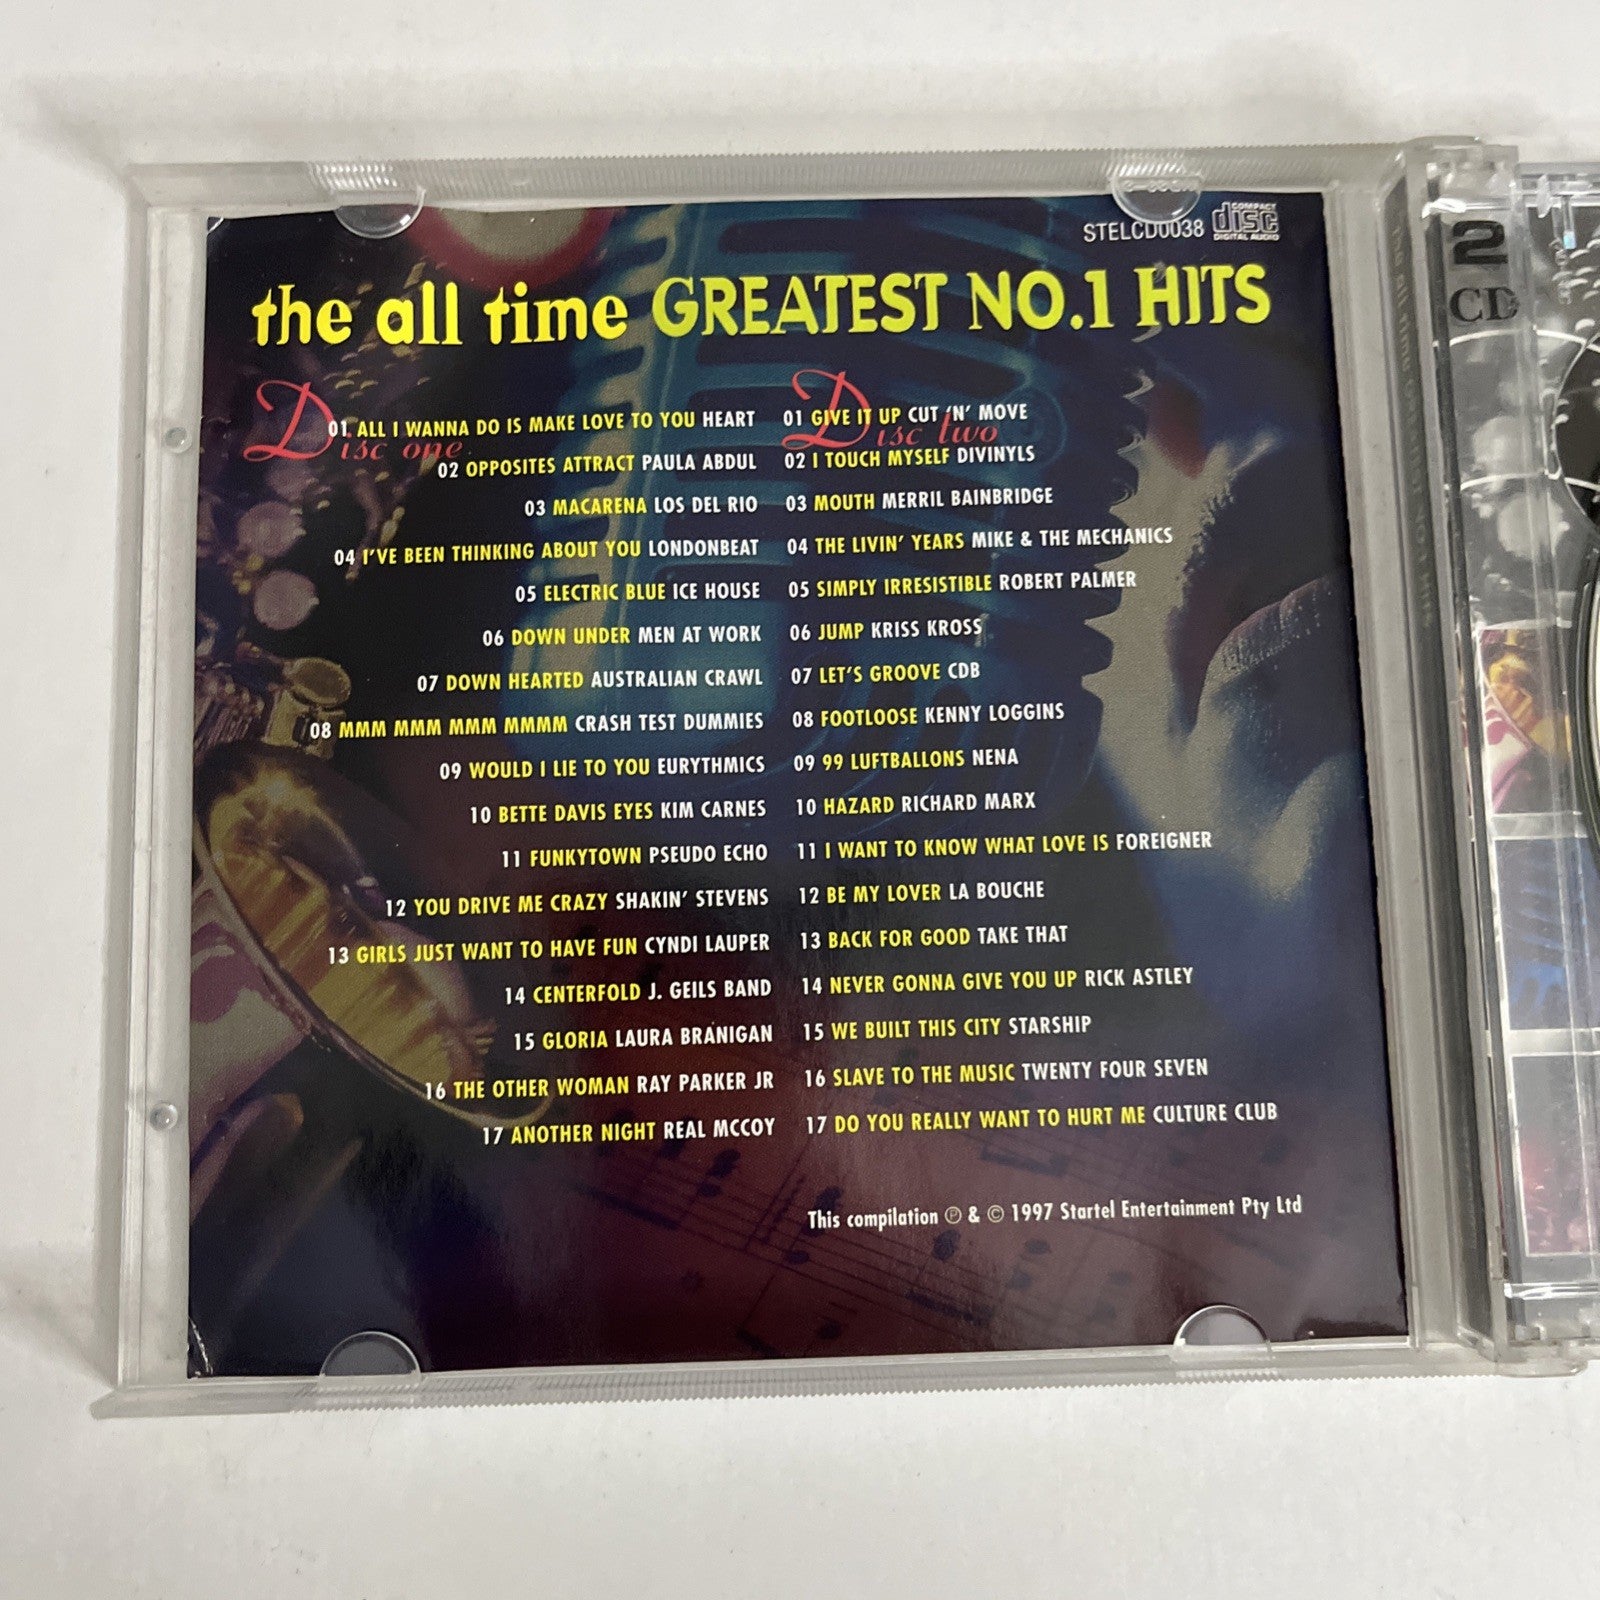 STELCD0038
COMPACT
disc
DIGITAL AUDIO
the all time GREATEST NO.1 HITS
Disc one
01 ALL I WANNA DO IS MAKE LOVE TO YOU HEART
02 OPPOSITES ATTRACT PAULA ABDUL
03 MACARENA LOS DEL RIO
04 I'VE BEEN THINKING ABOUT YOU LONDONBEAT
05 ELECTRIC BLUE ICE HOUSE
06 DOWN UNDER MEN AT WORK
07 DOWN HEARTED AUSTRALIAN CRAWL
08 MMM MMM MMM MMMM CRASH TEST DUMMIES
09 WOULD I LIE TO YOU EURYTHMICS
10 BETTE DAVIS EYES KIM CARNES
11 FUNKYTOWN PSEUDO ECHO
12 YOU DRIVE ME CRAZY SHAKIN' STEVENS
13 GIRLS JUST WANT TO HAVE FUN CYNDI LAUPER
14 CENTERFOLD J. GEILS BAND
15 GLORIA LAURA BRANIGAN
16 THE OTHER WOMAN RAY PARKER JR
17 ANOTHER NIGHT REAL MCCOY
Disc two
01 GIVE IT UP CUT 'N' MOVE
02 I TOUCH MYSELF DIVINYLS
03 MOUTH MERRIL BAINBRIDGE
04 THE LIVIN' YEARS MIKE & THE MECHANICS
05 SIMPLY IRRESISTIBLE ROBERT PALMER
06 JUMP KRISS KROSS
07 LET'S GROOVE CDB
08 FOOTLOOSE KENNY LOGGINS
09 99 LUFTBALLONS NENA
10 HAZARD RICHARD MARX
11 I WANT TO KNOW WHAT LOVE IS FOREIGNER
12 BE MY LOVER LA BOUCHE
13 BACK FOR GOOD TAKE THAT
14 NEVER GONNA GIVE YOU UP RICK ASTLEY
15 WE BUILT THIS CITY STARSHIP
16 SLAVE TO THE MUSIC TWENTY FOUR SEVEN
17 DO YOU REALLY WANT TO HURT ME CULTURE CLUB
This compilation ℗ & © 1997 Startel Entertainment Pty Ltd
2
CD